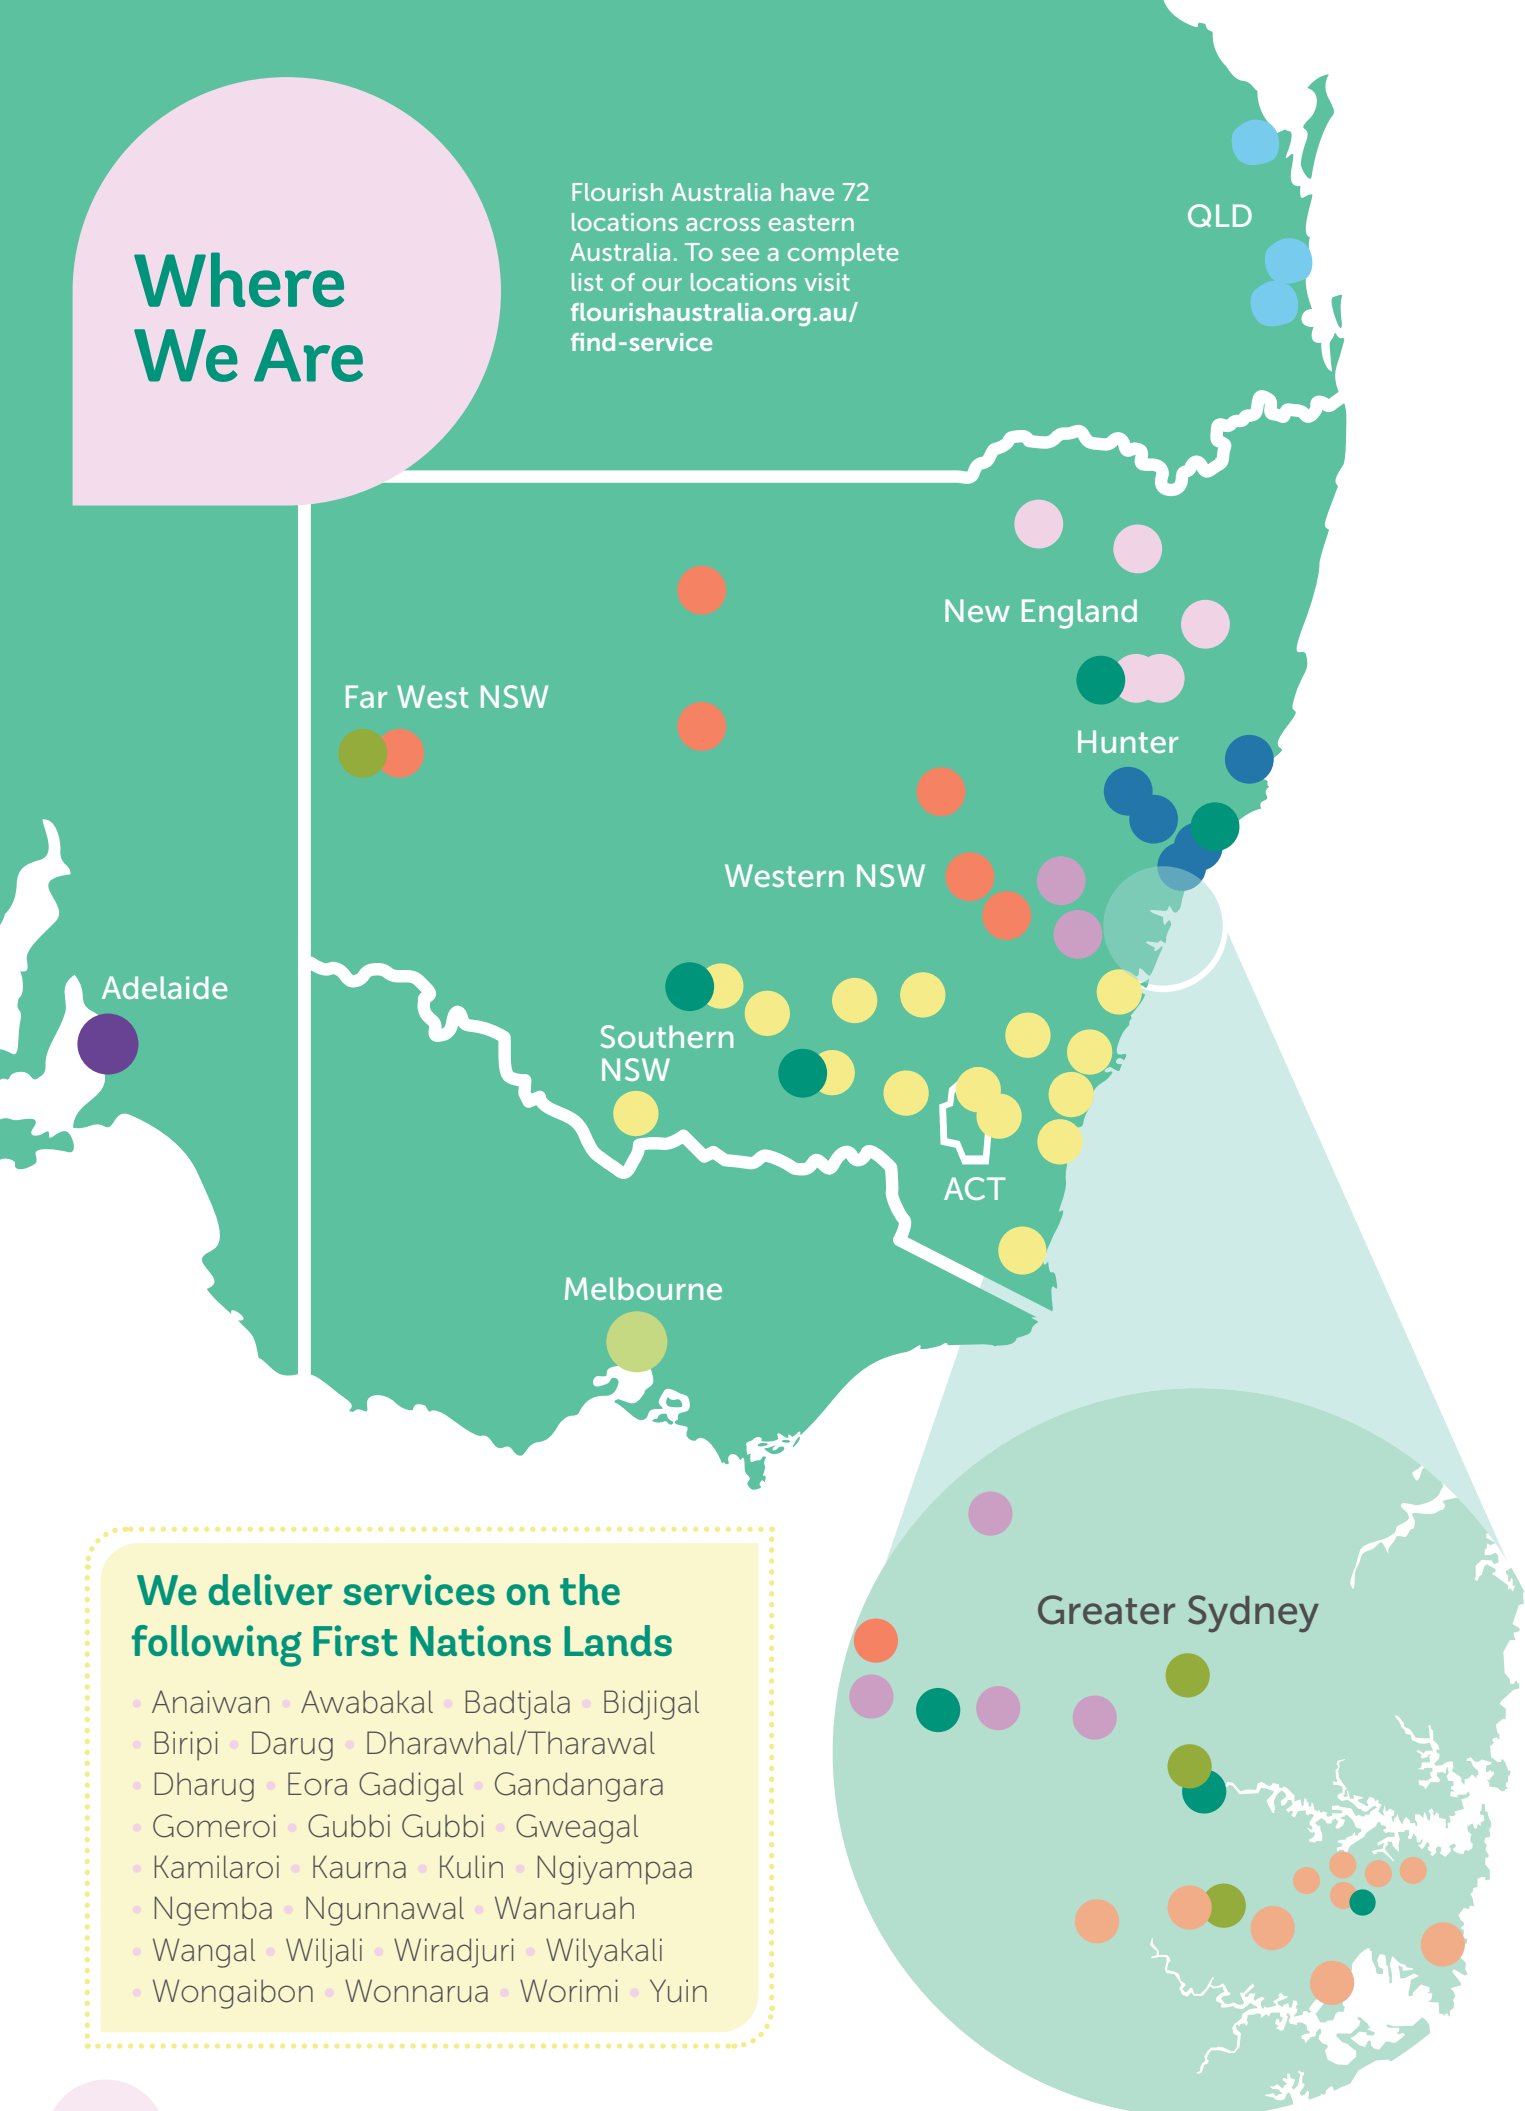 Where
We Are
Flourish Australia have 72
locations across eastern
Australia. To see a complete
list of our locations visit
flourishaustralia.org.au/
find-service
QLD
New England
Far West NSW
Hunter
Western NSW
Adelaide
Southern
NSW
ACT
Melbourne
Greater Sydney
We deliver services on the
following First Nations Lands
• Anaiwan • Awabakal • Badtjala • Bidjigal
• Biripi • Darug • Dharawhal/Tharawal
• Dharug • Eora Gadigal • Gandangara
• Gomeroi • Gubbi Gubbi • Gweagal
• Kamilaroi • Kaurna • Kulin • Ngiyampaa
• Ngemba • Ngunnawal • Wanaruah
• Wangal • Wiljali • Wiradjuri • Wilyakali
• Wongaibon • Wonnarua • Worimi • Yuin